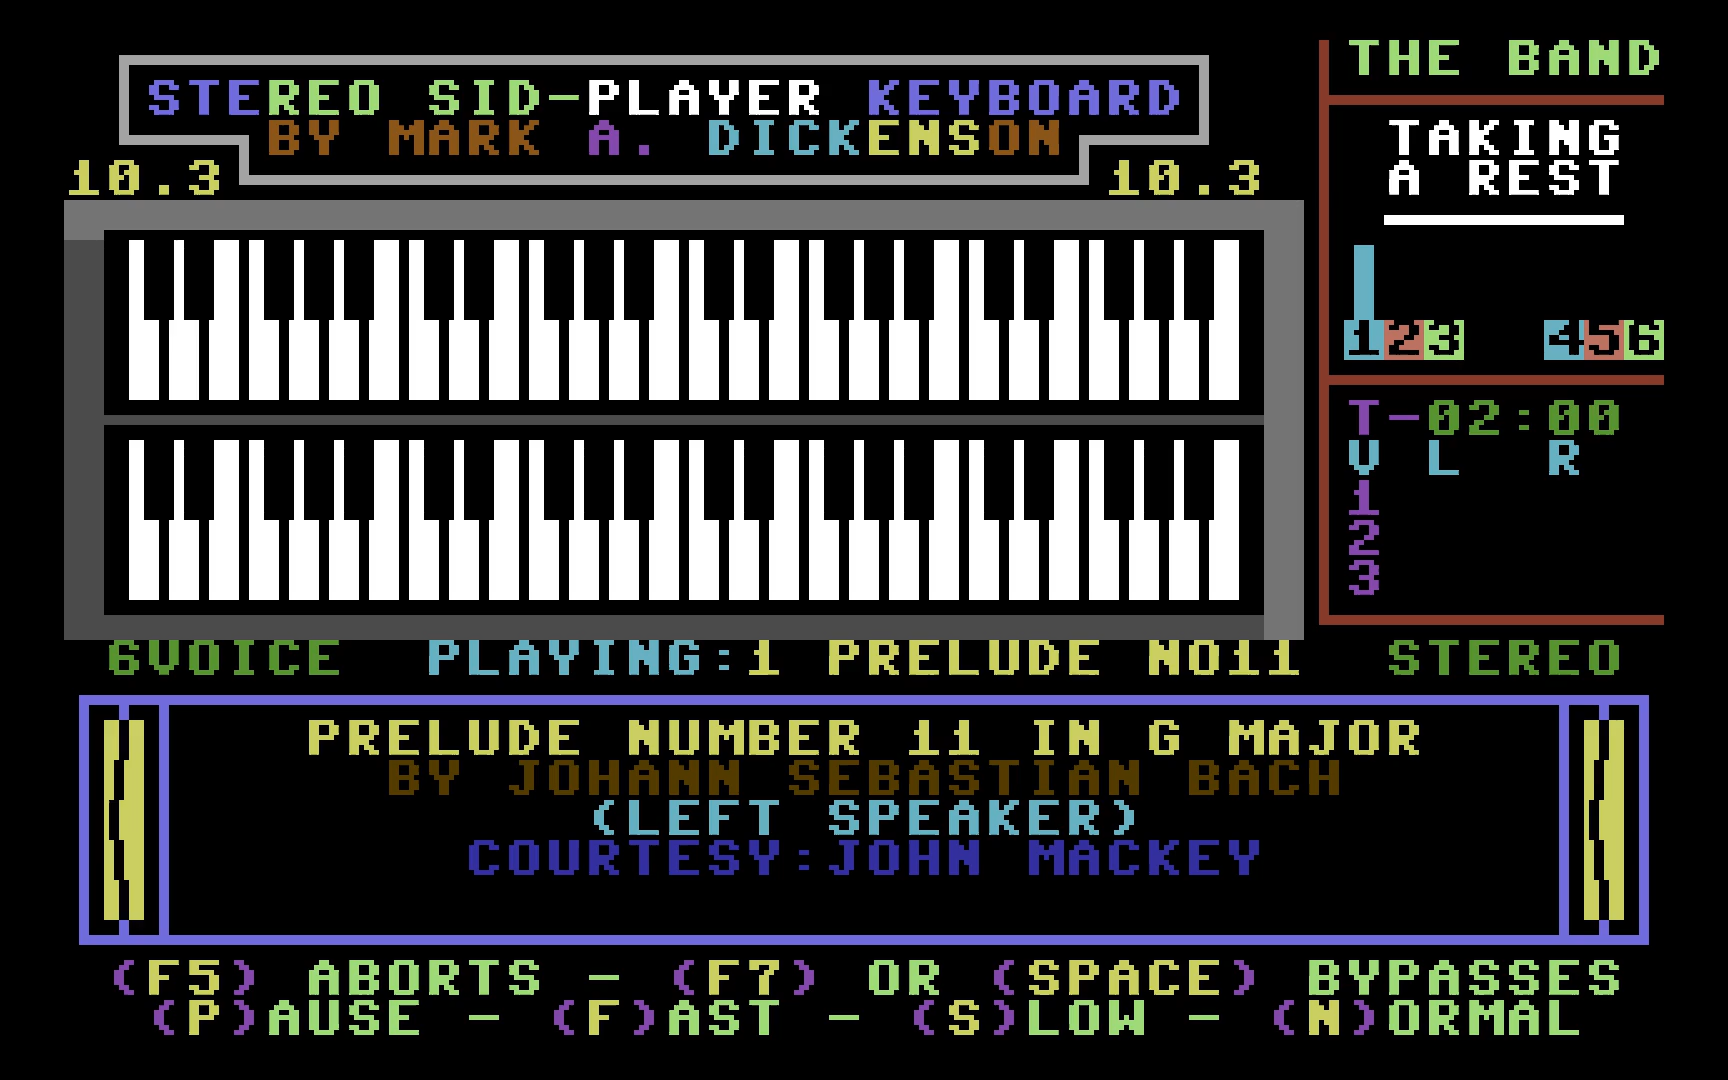 STEREO SID-PLAYER KEYBOARD
BY MARK A. DICKENSON
10.3 10.3
THE BAND
TAKING
A REST
123 456
T-02:00
V L R
1
2
3
6VOICE PLAYING:1 PRELUDE NO11 STEREO
PRELUDE NUMBER 11 IN G MAJOR
BY JOHANN SEBASTIAN BACH
(LEFT SPEAKER)
COURTESY:JOHN MACKEY
(F5) ABORTS - (F7) OR (SPACE) BYPASSES
(P)AUSE - (F)AST - (S)LOW - (N)ORMAL